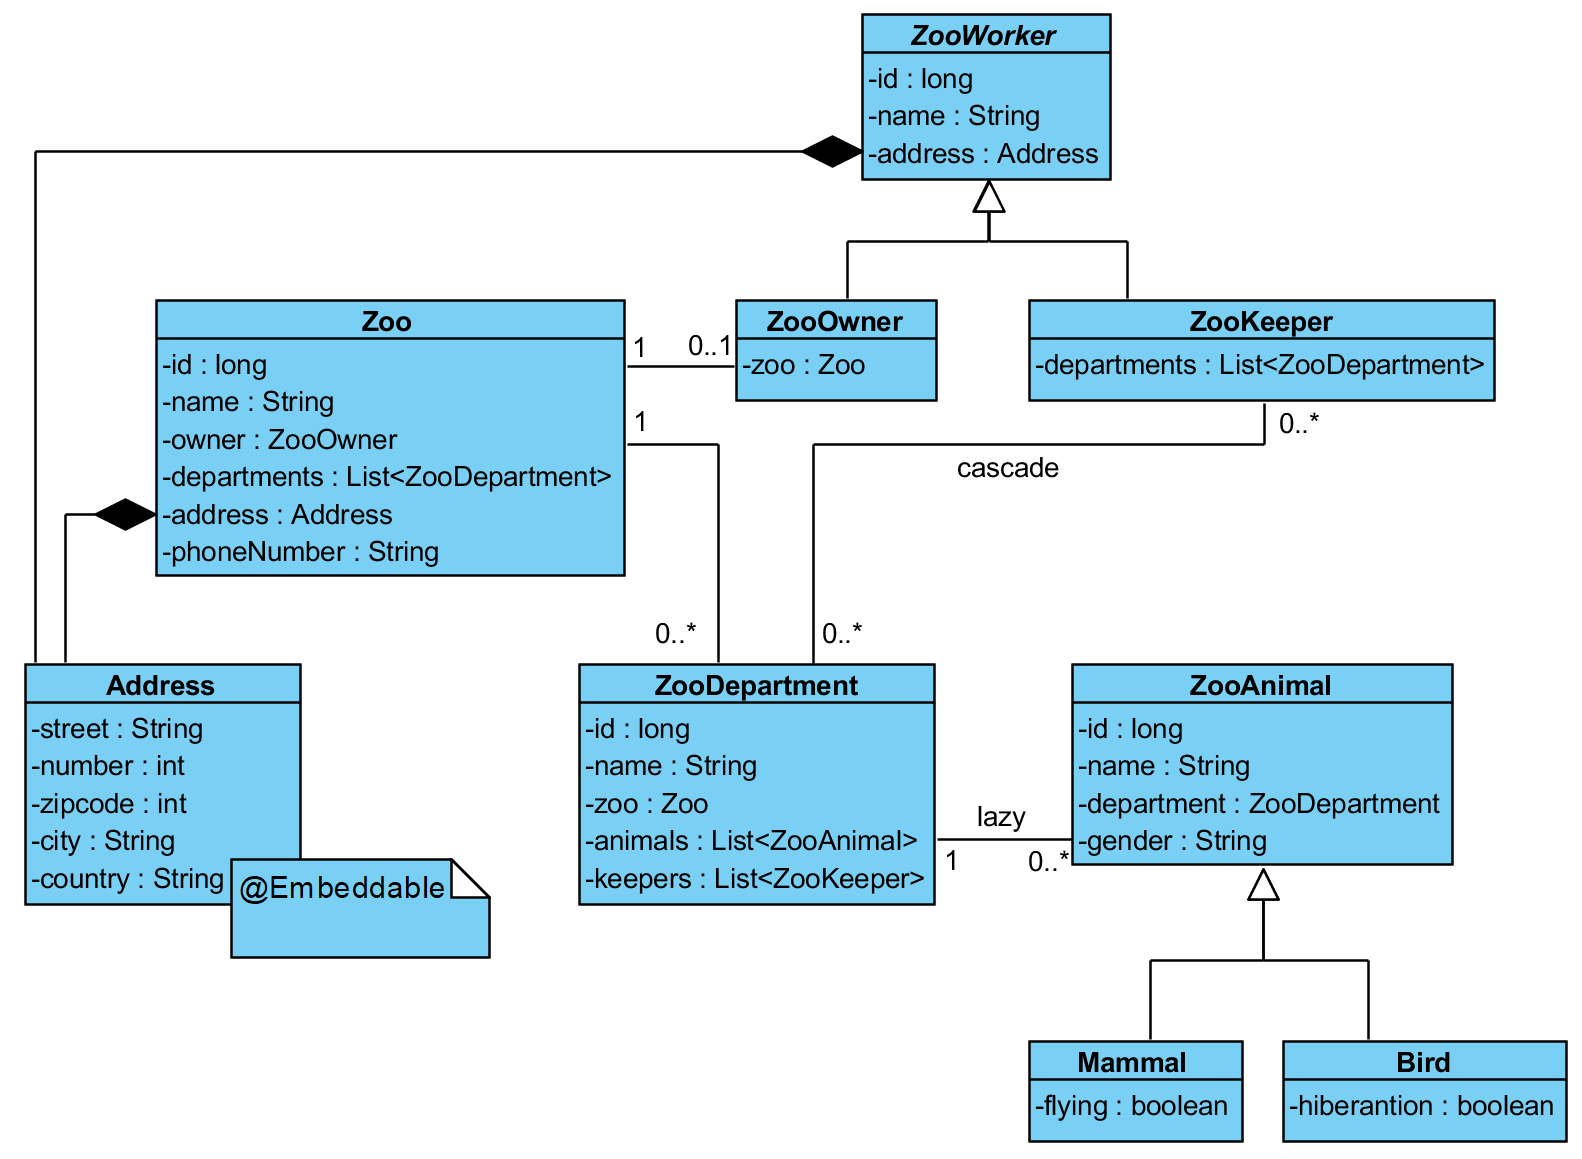 ZooWorker
-id : long
-name : String
-address : Address
Zoo
-id : long
-name : String
-owner : ZooOwner
-departments : List<ZooDepartment>
-address : Address
-phoneNumber : String
1
0..1
ZooOwner
-zoo : Zoo
ZooKeeper
-departments : List<ZooDepartment>
1
0..*
cascade
0..*
0..*
Address
-street : String
-number : int
-zipcode : int
-city : String
-country : String
@Embeddable
ZooDepartment
-id : long
-name : String
-zoo : Zoo
-animals : List<ZooAnimal>
-keepers : List<ZooKeeper>
lazy
1
0..*
ZooAnimal
-id : long
-name : String
-department : ZooDepartment
-gender : String
Mammal
-flying : boolean
Bird
-hiberantion : boolean